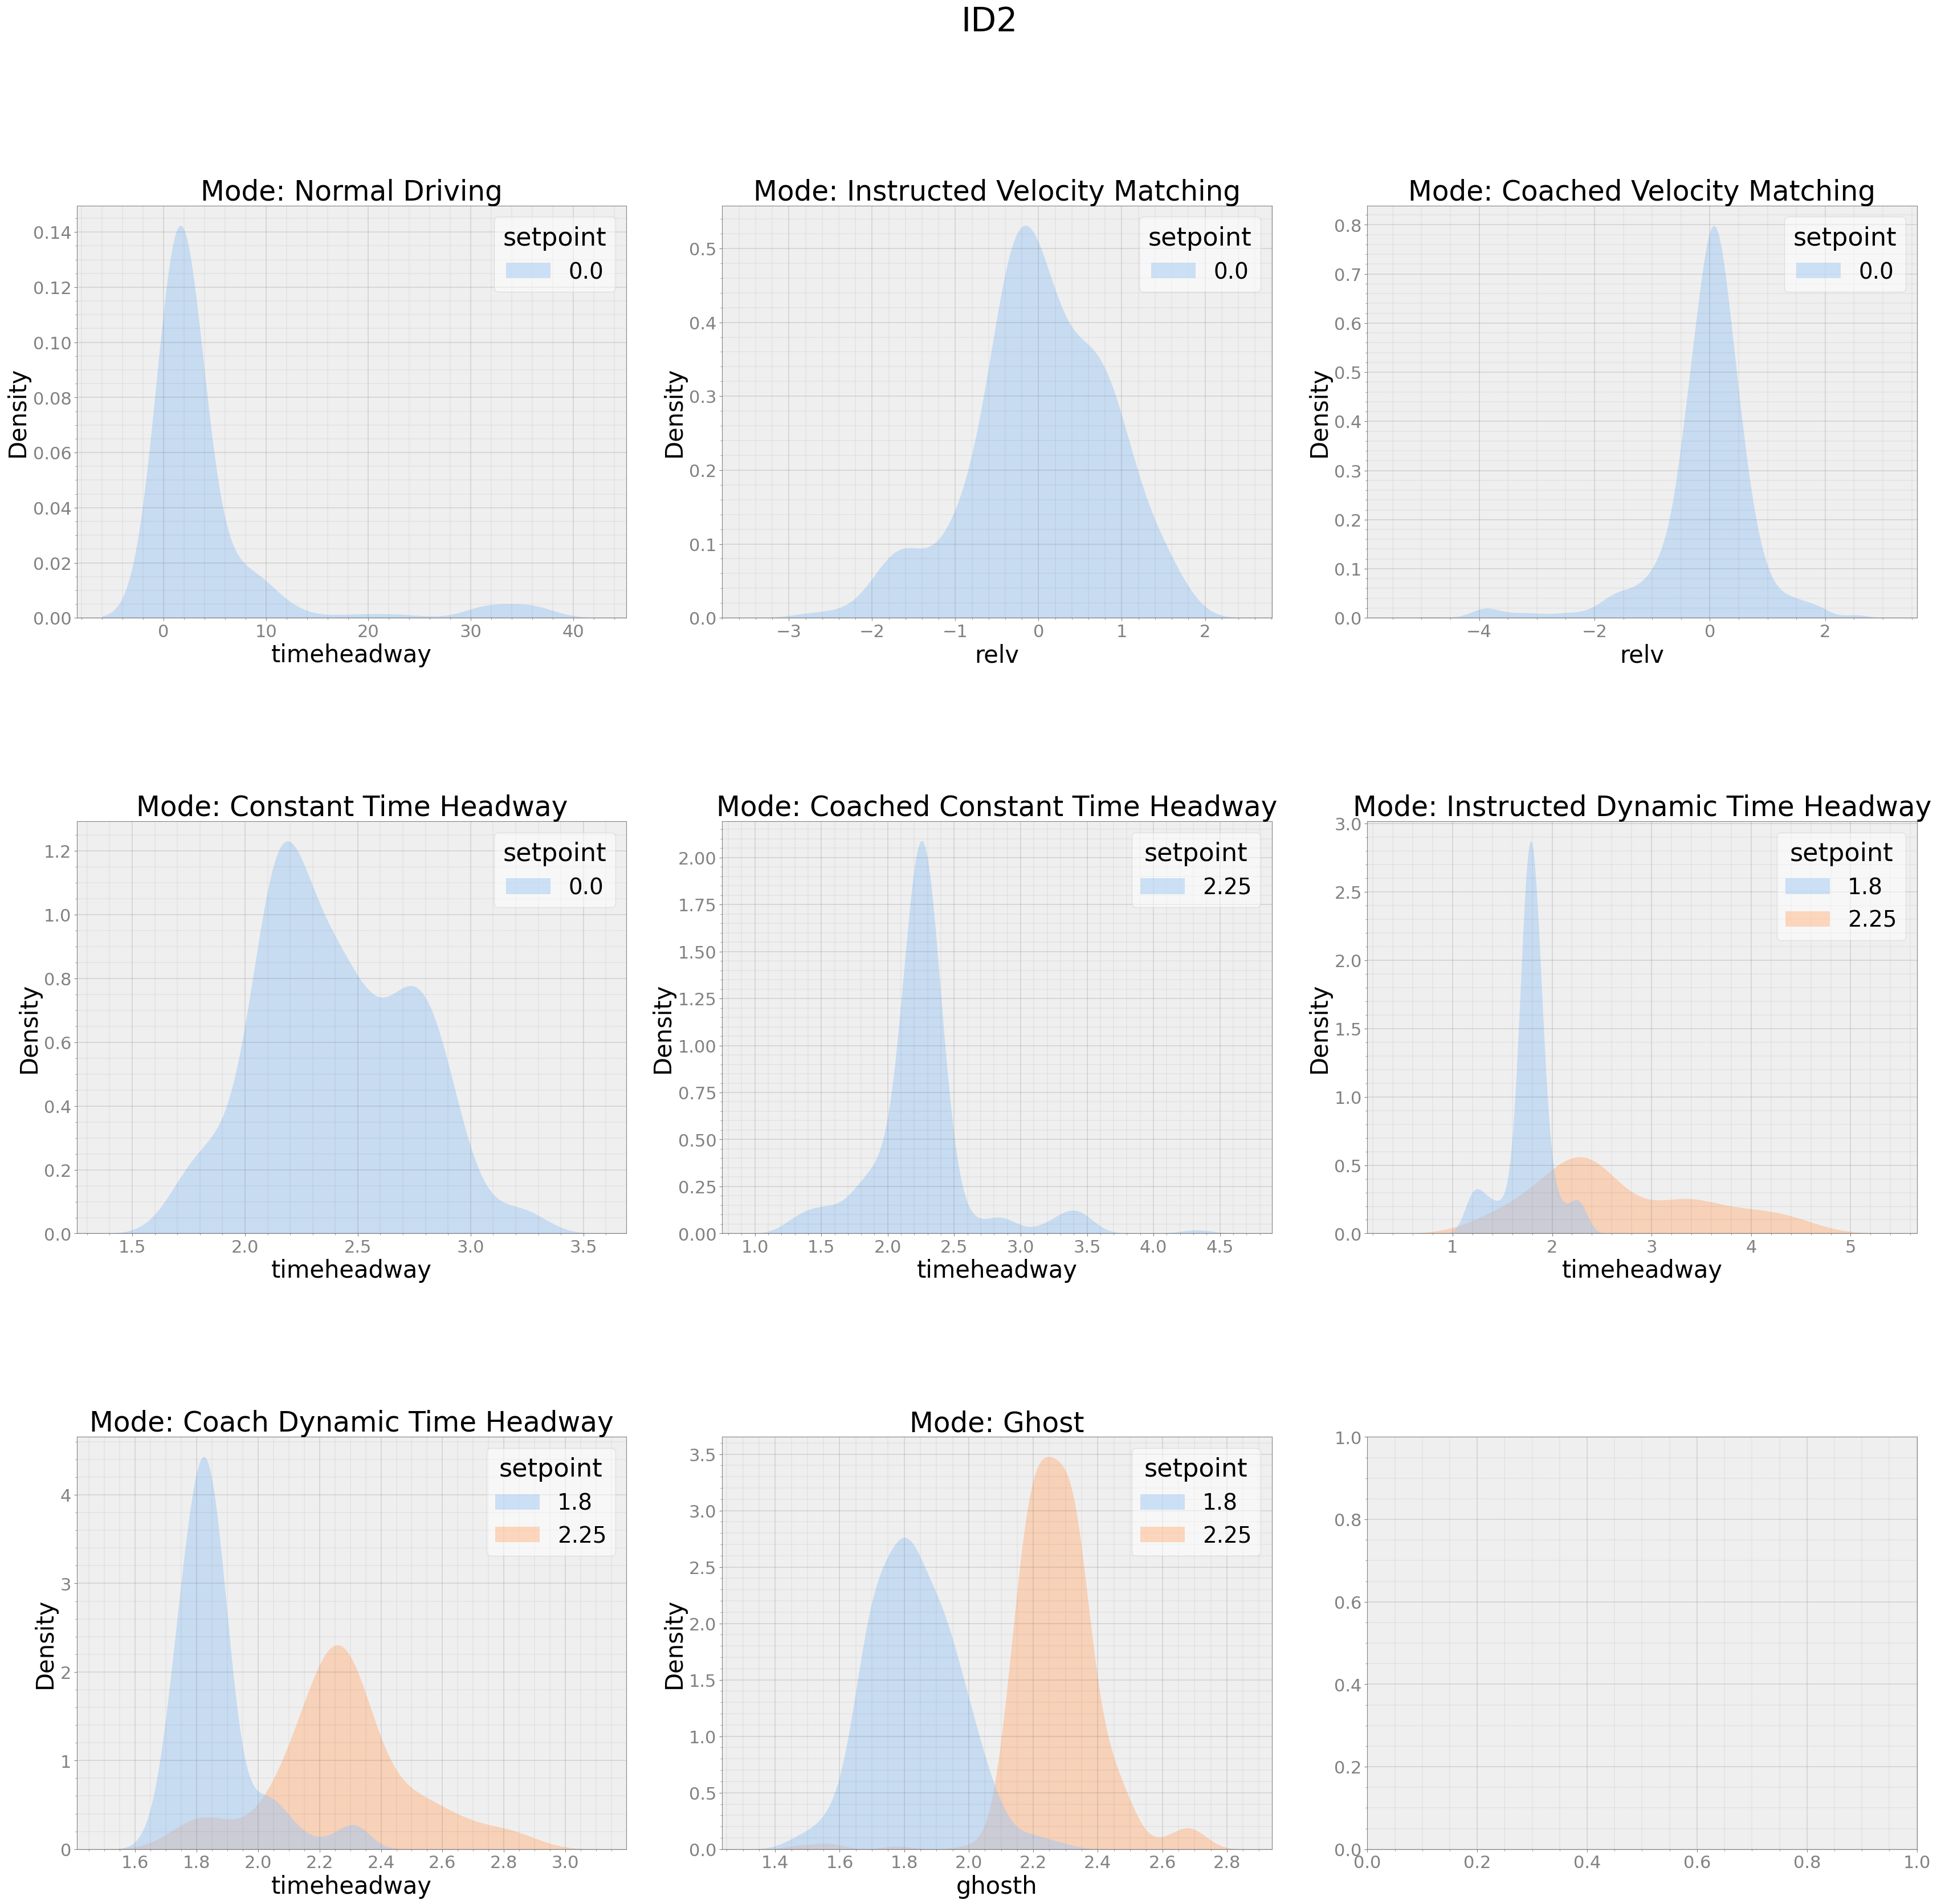 ID2
Mode: Normal Driving
setpoint
0.0
0.14
0.12
0.10
0.08
0.06
0.04
0.02
0.00
Density
0 10 20 30 40
timeheadway
Mode: Instructed Velocity Matching
setpoint
0.0
0.5
0.4
0.3
0.2
0.1
0.0
Density
−3 −2 −1 0 1 2
relv
Mode: Coached Velocity Matching
setpoint
0.0
0.8
0.7
0.6
0.5
0.4
0.3
0.2
0.1
0.0
Density
−4 −2 0 2
relv
Mode: Constant Time Headway
setpoint
0.0
1.2
1.0
0.8
0.6
0.4
0.2
0.0
Density
1.5 2.0 2.5 3.0 3.5
timeheadway
Mode: Coached Constant Time Headway
setpoint
2.25
2.00
1.75
1.50
1.25
1.00
0.75
0.50
0.25
0.00
Density
1.0 1.5 2.0 2.5 3.0 3.5 4.0 4.5
timeheadway
Mode: Instructed Dynamic Time Headway
setpoint
1.8
2.25
3.0
2.5
2.0
1.5
1.0
0.5
0.0
Density
1 2 3 4 5
timeheadway
Mode: Coach Dynamic Time Headway
setpoint
1.8
2.25
4
3
2
1
0
Density
1.6 1.8 2.0 2.2 2.4 2.6 2.8 3.0
timeheadway
Mode: Ghost
setpoint
1.8
2.25
3.5
3.0
2.5
2.0
1.5
1.0
0.5
0.0
Density
1.4 1.6 1.8 2.0 2.2 2.4 2.6 2.8
ghosth
1.0
0.8
0.6
0.4
0.2
0.0
0.0 0.2 0.4 0.6 0.8 1.0